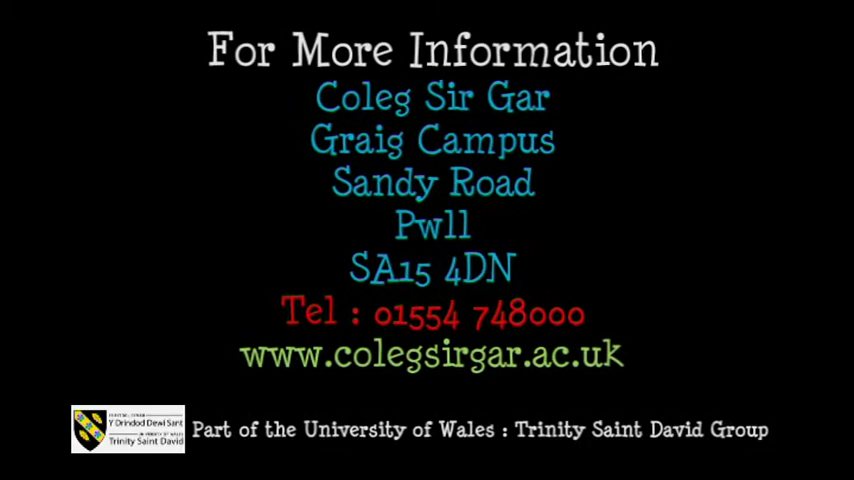 For More Information
Coleg Sir Gar
Graig Campus
Sandy Road
Pwll
SA15 4DN
Tel : 01554 748000
www.colegsirgar.ac.uk
Y Drindod Dewi Sant
Trinity Saint David
Part of the University of Wales : Trinity Saint David Group